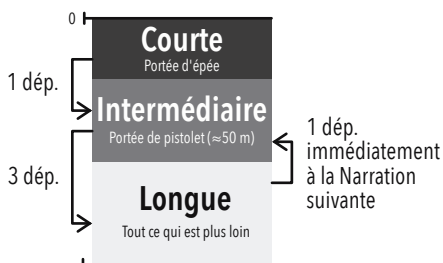 0
Courte
Portée d'épée
1 dép.
Intermédiaire
Portée de pistolet (≈50 m)
3 dép.
1 dép.
immédiatement
à la Narration
suivante
Longue
Tout ce qui est plus loin